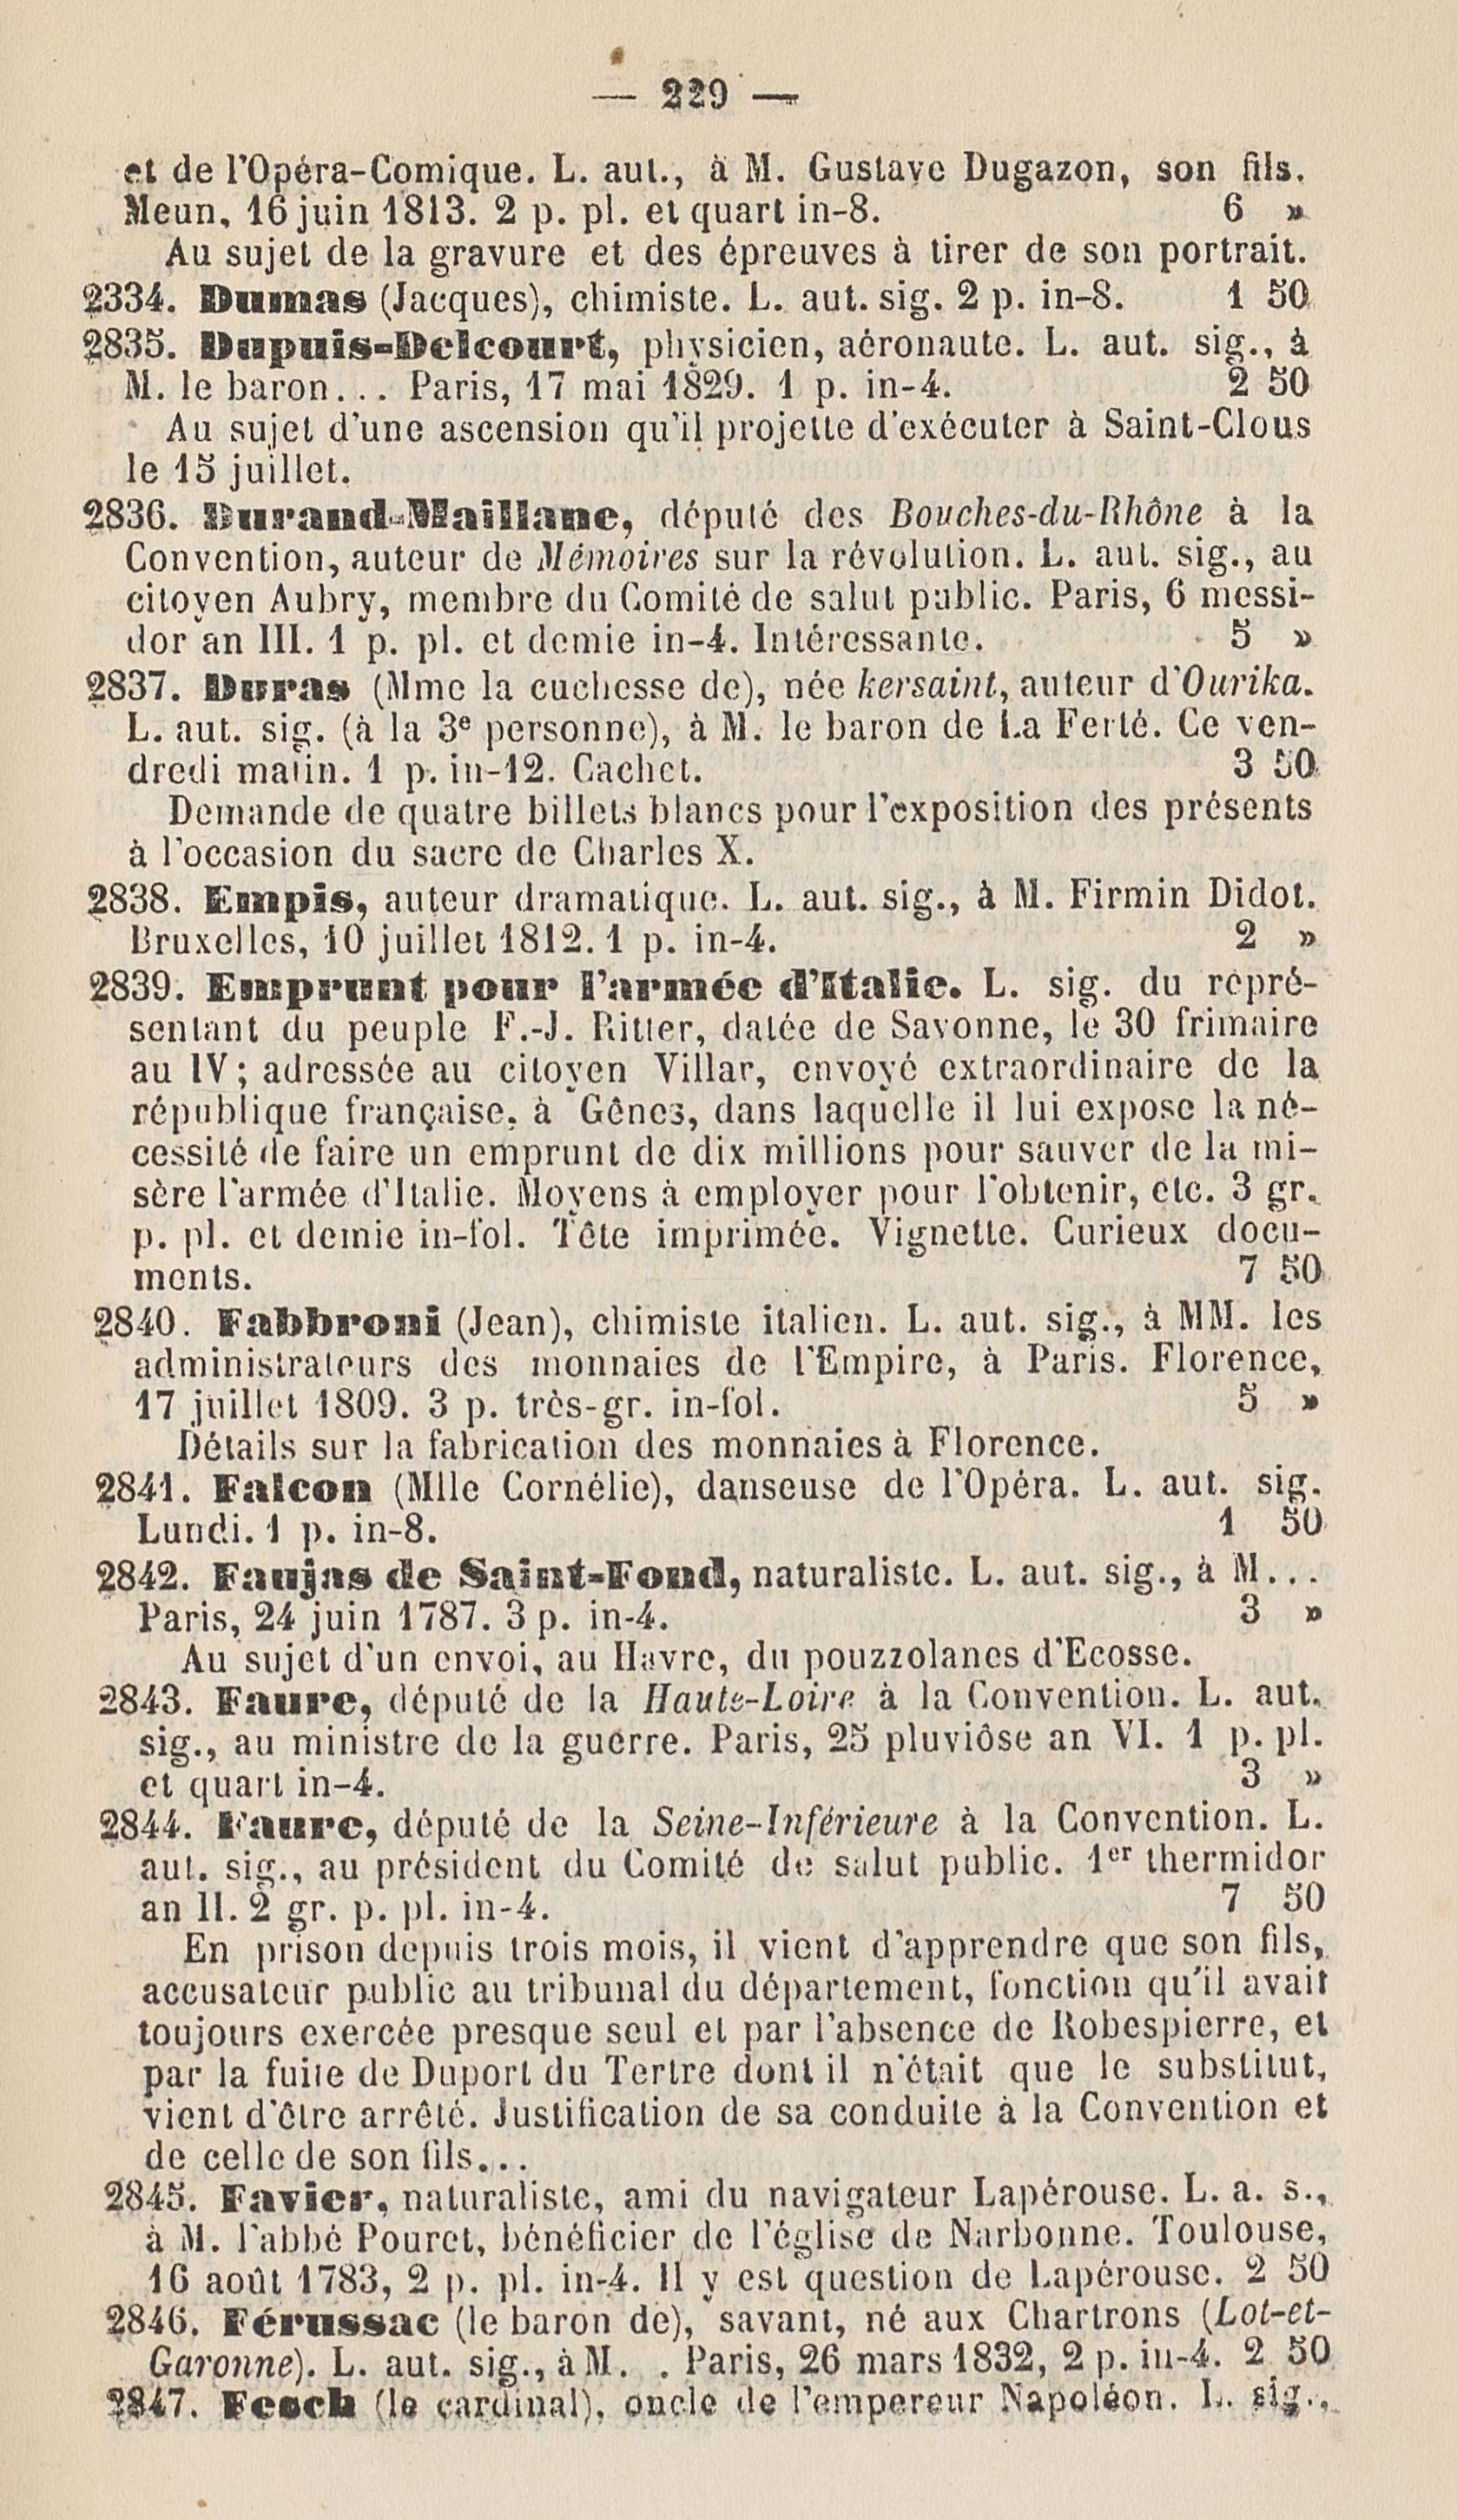 — 229 —
et de l'Opéra-Comique. L. aut., à M. Gustave Dugazon, son fils.
Meun, 16 juin 1813. 2 p. pl. et quart in-8. 6 »
Au sujet de la gravure et des épreuves à tirer de son portrait.
2334. Dumas (Jacques), chimiste. L. aut. sig. 2 p. in-8. 1 50
2835. Dupuis-Delcourt, physicien, aéronaute. L. aut. sig., à
M. le baron... Paris, 17 mai 1829. 1 p. in-4. 2 50
Au sujet d'une ascension qu'il projette d'exécuter à Saint-Clous
le 15 juillet.
2836. Durand-Maillane, député des Bouches-du-Rhône à la
Convention, auteur de Mémoires sur la révolution. L. aut. sig., au
citoyen Aubry, membre du Comité de salut public. Paris, 6 messi-
dor an III. 1 p. pl. et demie in-4. Intéressante. 5 »
2837. Duras (Mme la cuchesse de), née kersaint, auteur d'Ourika.
L. aut. sig. (à la 3e personne), à M. le baron de La Ferté. Ce ven-
dredi matin. 1 p. in-12. Cachet. 3 50
Demande de quatre billets blancs pour l'exposition des présents
à l'occasion du sacre de Charles X.
2838. Empis, auteur dramatique. L. aut. sig., à M. Firmin Didot.
Bruxelles, 10 juillet 1812. 1 p. in-4. 2 »
2839. Emprunt pour l'armée d'Italie. L. sig. du repré-
sentant du peuple F.-J. Ritter, datée de Savonne, le 30 frimaire
au IV; adressée au citoyen Villar, envoyé extraordinaire de la
république française, à Gênes, dans laquelle il lui expose la né-
cessité de faire un emprunt de dix millions pour sauver de la mi-
sère l'armée d'Italie. Moyens à employer pour l'obtenir, etc. 3 gr.
p. pl. et demie in-fol. Tête imprimée. Vignette. Curieux docu-
ments. 7 50
2840. Fabbroni (Jean), chimiste italien. L. aut. sig., à MM. les
administrateurs des monnaies de l'Empire, à Paris. Florence,
17 juillet 1809. 3 p. très-gr. in-fol. 5 »
Détails sur la fabrication des monnaies à Florence.
2841. Falcon (Mlle Cornélie), danseuse de l'Opéra. L. aut. sig.
Lundi. 1 p. in-8. 1 50
2842. Faujas de Saint-Fond, naturaliste. L. aut. sig., à M...
Paris, 24 juin 1787. 3 p. in-4. 3 »
Au sujet d'un envoi, au Havre, du pouzzolanes d'Ecosse.
2843. Faure, député de la Haute-Loire à la Convention. L. aut.
sig., au ministre de la guerre. Paris, 25 pluviôse an VI. 1 p. pl.
et quart in-4. 3 »
2844. Faure, député de la Seine-Inférieure à la Convention. L.
aut. sig., au président du Comité de salut public. 1er thermidor
an II. 2 gr. p. pl. in-4. 7 50
En prison depuis trois mois, il vient d'apprendre que son fils,
accusateur public au tribunal du département, fonction qu'il avait
toujours exercée presque seul et par l'absence de Robespierre, et
par la fuite de Duport du Tertre dont il n'était que le substitut,
vient d'être arrêté. Justification de sa conduite à la Convention et
de celle de son fils...
2845. Favier, naturaliste, ami du navigateur Lapérouse. L. a. s.,
à M. l'abbé Pouret, bénéficier de l'église de Narbonne. Toulouse,
16 août 1783, 2 p. pl. in-4. Il y est question de Lapérouse. 2 50
2846. Férussac (le baron de), savant, né aux Chartrons (Lot-et-
Garonne). L. aut. sig., à M. . Paris, 26 mars 1832, 2 p. in-4. 2 50
2847. Fesch (le cardinal), oncle de l'empereur Napoléon. L. sig.,